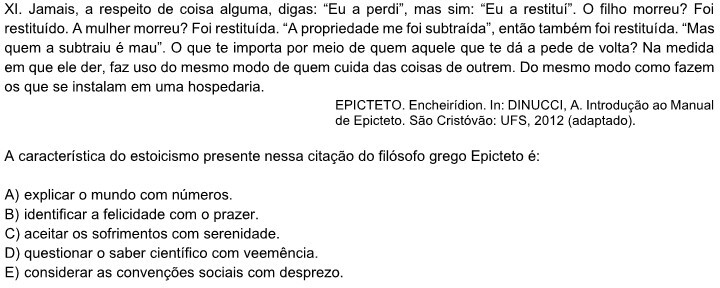 XI. Jamais, a respeito de coisa alguma, digas: “Eu a perdi”, mas sim: “Eu a restituí”. O filho morreu? Foi
restituído. A mulher morreu? Foi restituída. “A propriedade me foi subtraída”, então também foi restituída. “Mas
quem a subtraiu é mau”. O que te importa por meio de quem aquele que te dá a pede de volta? Na medida
em que ele der, faz uso do mesmo modo de quem cuida das coisas de outrem. Do mesmo modo como fazem
os que se instalam em uma hospedaria.
EPICTETO. Encheirídion. In: DINUCCI, A. Introdução ao Manual
de Epicteto. São Cristóvão: UFS, 2012 (adaptado).
A característica do estoicismo presente nessa citação do filósofo grego Epicteto é:
A) explicar o mundo com números.
B) identificar a felicidade com o prazer.
C) aceitar os sofrimentos com serenidade.
D) questionar o saber científico com veemência.
E) considerar as convenções sociais com desprezo.